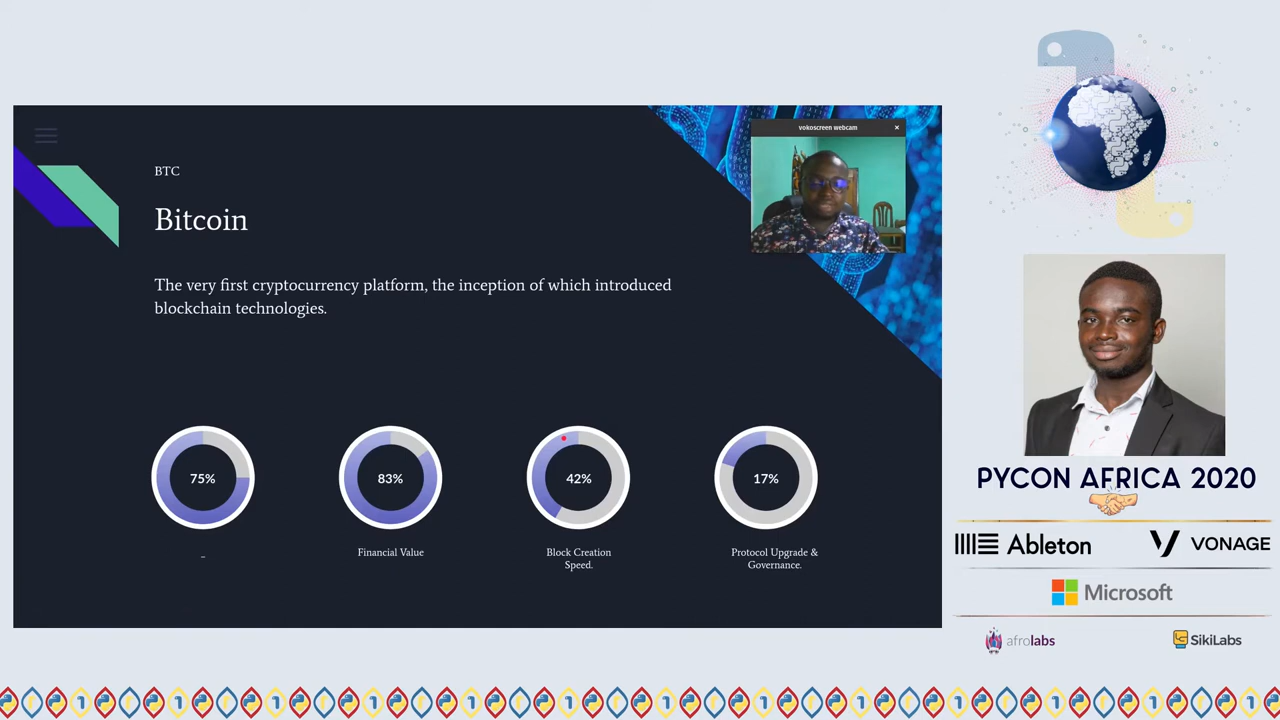 vokoscreen webcam
BTC
Bitcoin
The very first cryptocurrency platform, the inception of which introduced
blockchain technologies.
75%
83%
42%
17%
_
Financial Value
Block Creation
Speed.
Protocol Upgrade &
Governance.
PYCON AFRICA 2020
Ableton
VONAGE
Microsoft
afrolabs
SikiLabs